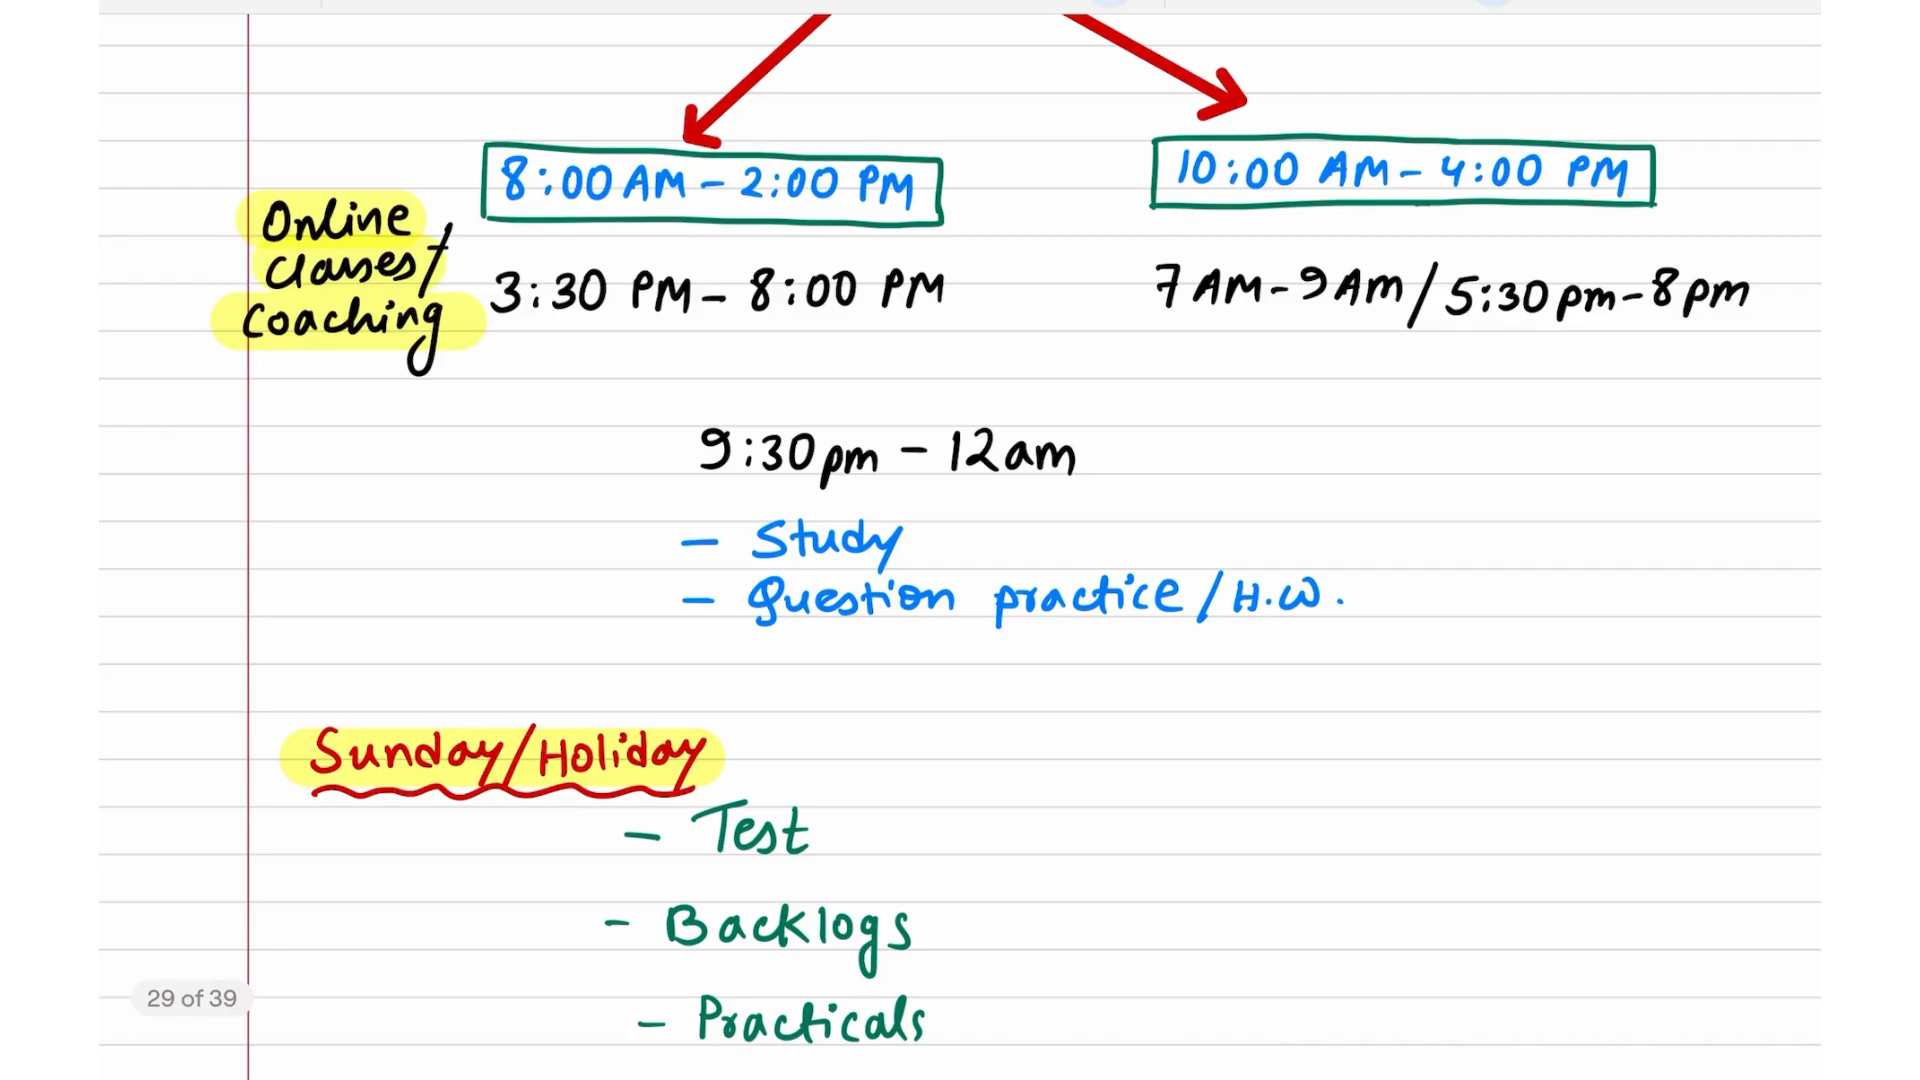 8:00 AM - 2:00 PM
10:00 AM - 4:00 PM
Online
Classes/
Coaching
3:30 PM - 8:00 PM
7 AM - 9 Am / 5:30 pm - 8 pm
9:30 pm - 12 am
- Study
- Question practice / H.W.
Sunday/Holiday
- Test
- Backlogs
- Practicals
29 of 39